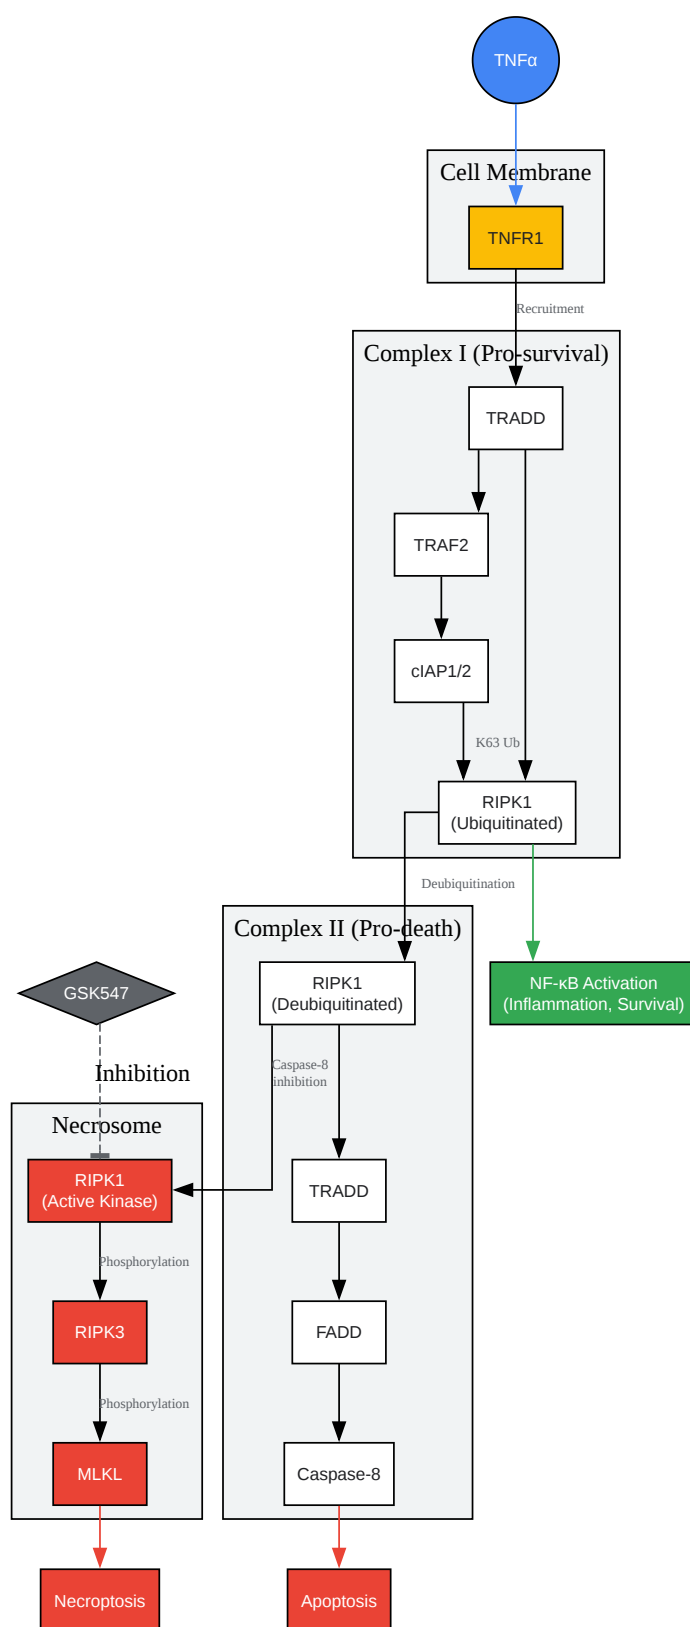 TNFα
Cell Membrane
TNFR1
Recruitment
Complex I (Pro-survival)
TRADD
TRAF2
cIAP1/2
K63 Ub
RIPK1
(Ubiquitinated)
Deubiquitination
Complex II (Pro-death)
RIPK1
(Deubiquitinated)
NF-κB Activation
(Inflammation, Survival)
GSK547
Inhibition
Caspase-8
inhibition
Necrosome
RIPK1
(Active Kinase)
TRADD
Phosphorylation
RIPK3
FADD
Phosphorylation
MLKL
Caspase-8
Necroptosis
Apoptosis